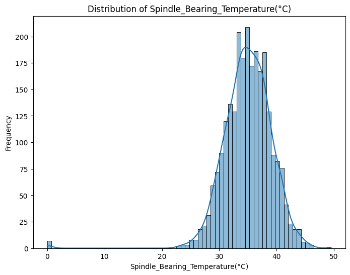 Distribution of Spindle_Bearing_Temperature(°C)
200
175
150
125
100
75
50
25
0
Frequency
0 10 20 30 40 50
Spindle_Bearing_Temperature(°C)